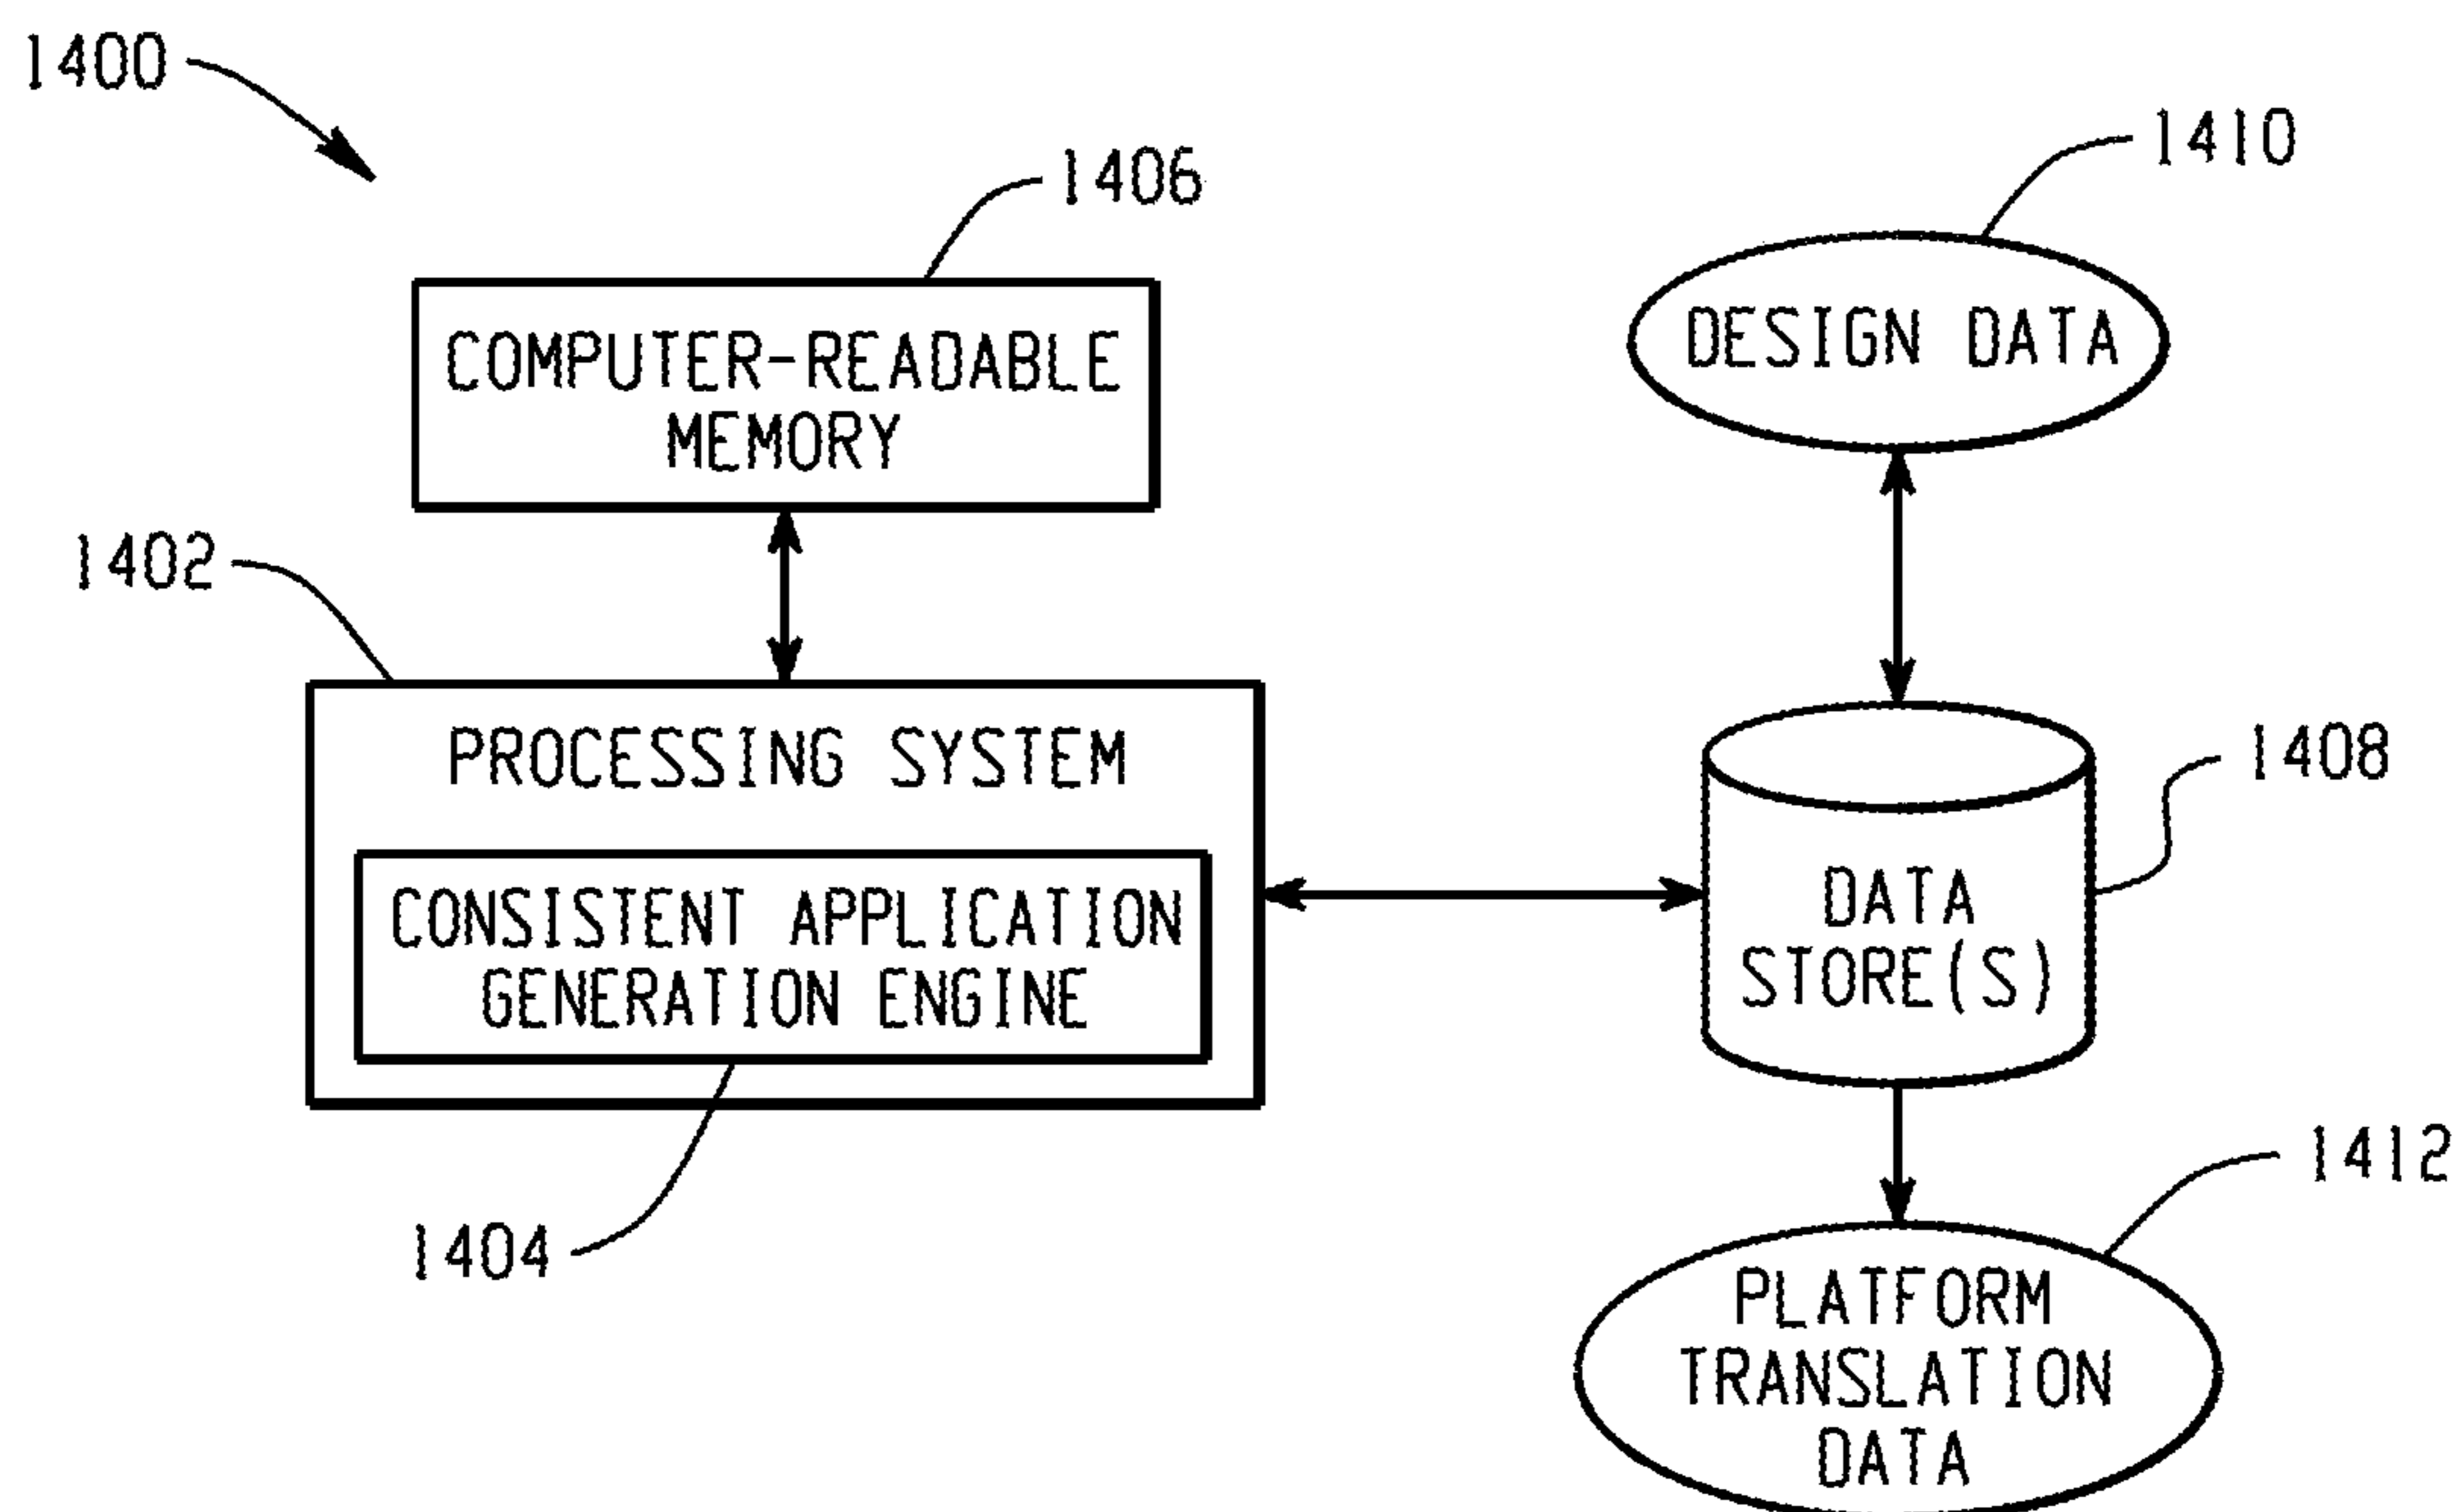 1400
1406
1410
COMPUTER-READABLE
MEMORY
DESIGN DATA
1402
PROCESSING SYSTEM
CONSISTENT APPLICATION
GENERATION ENGINE
1404
1408
DATA
STORE(S)
1412
PLATFORM
TRANSLATION
DATA